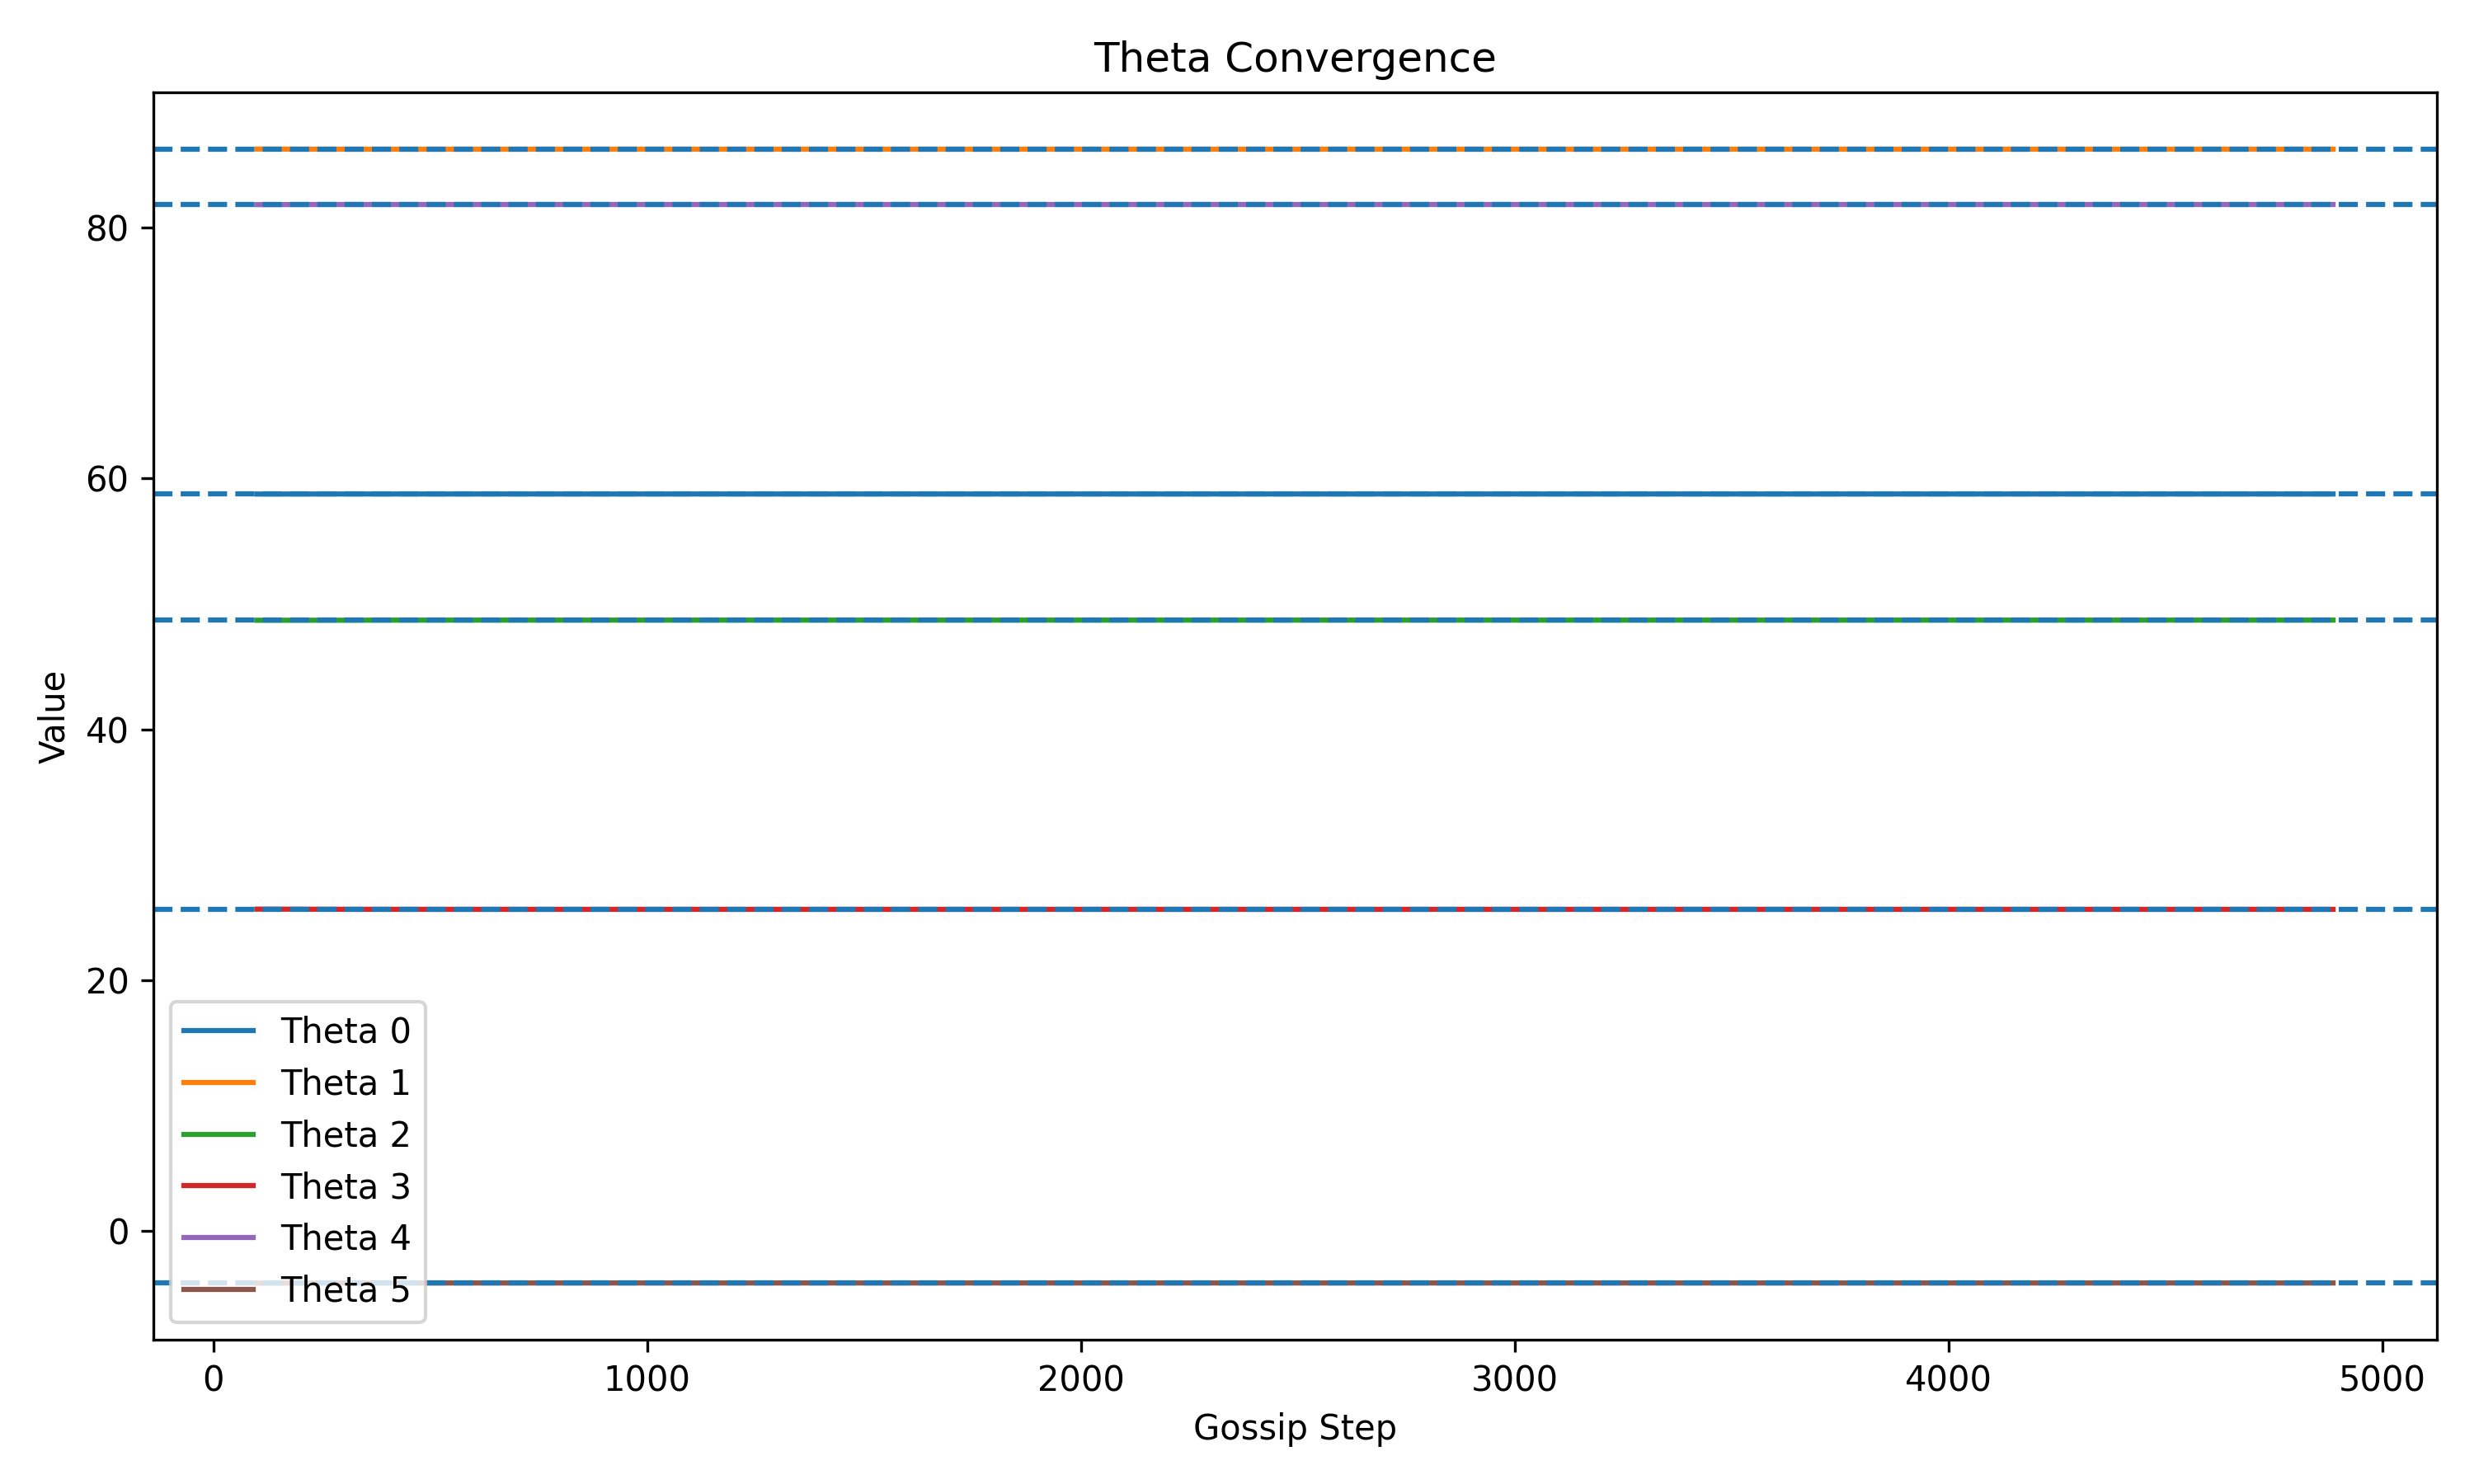 Theta Convergence
80
60
40
20
0
Value
Theta 0
Theta 1
Theta 2
Theta 3
Theta 4
Theta 5
0 1000 2000 3000 4000 5000
Gossip Step